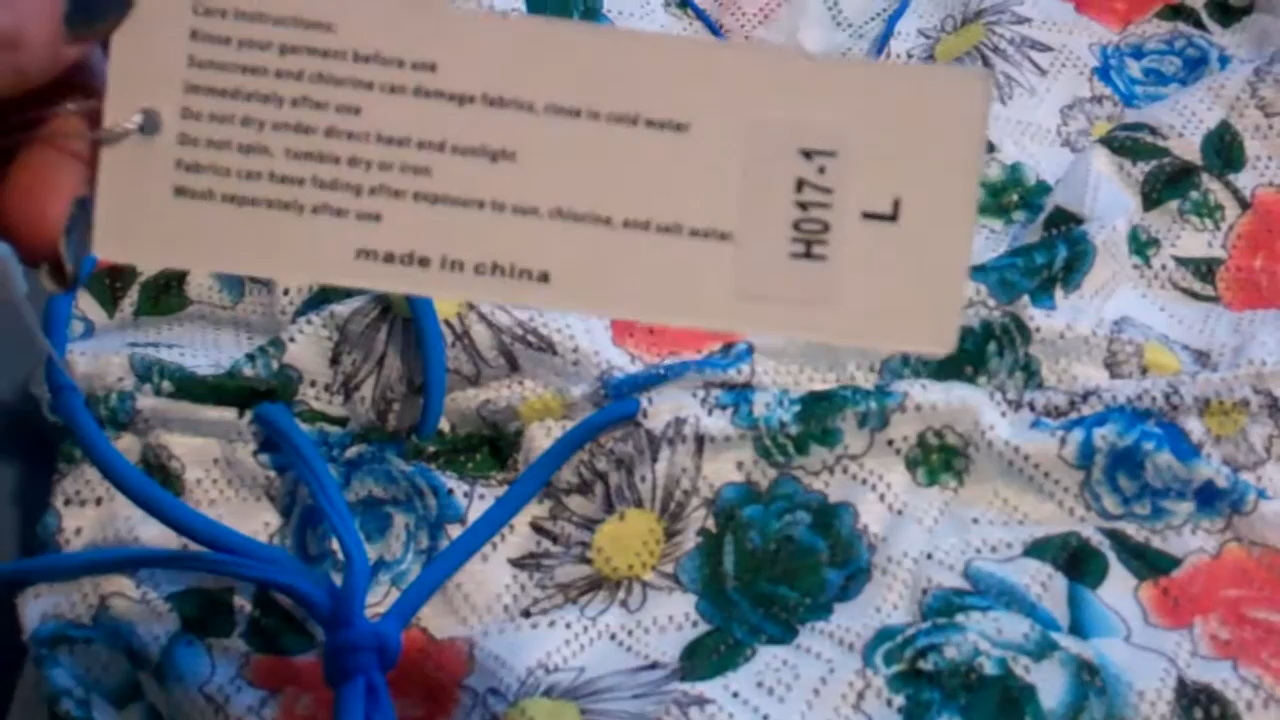 Care Instructions:
Rinse your garment before use
Sunscreen and chlorine can damage fabrics, rinse in cold water
immediately after use
Do not dry under direct heat and sunlight
Do not spin, tumble dry or iron
Fabrics can have fading after exposure to sun, chlorine, and salt water
Wash separately after use
made in china
H017-1
L